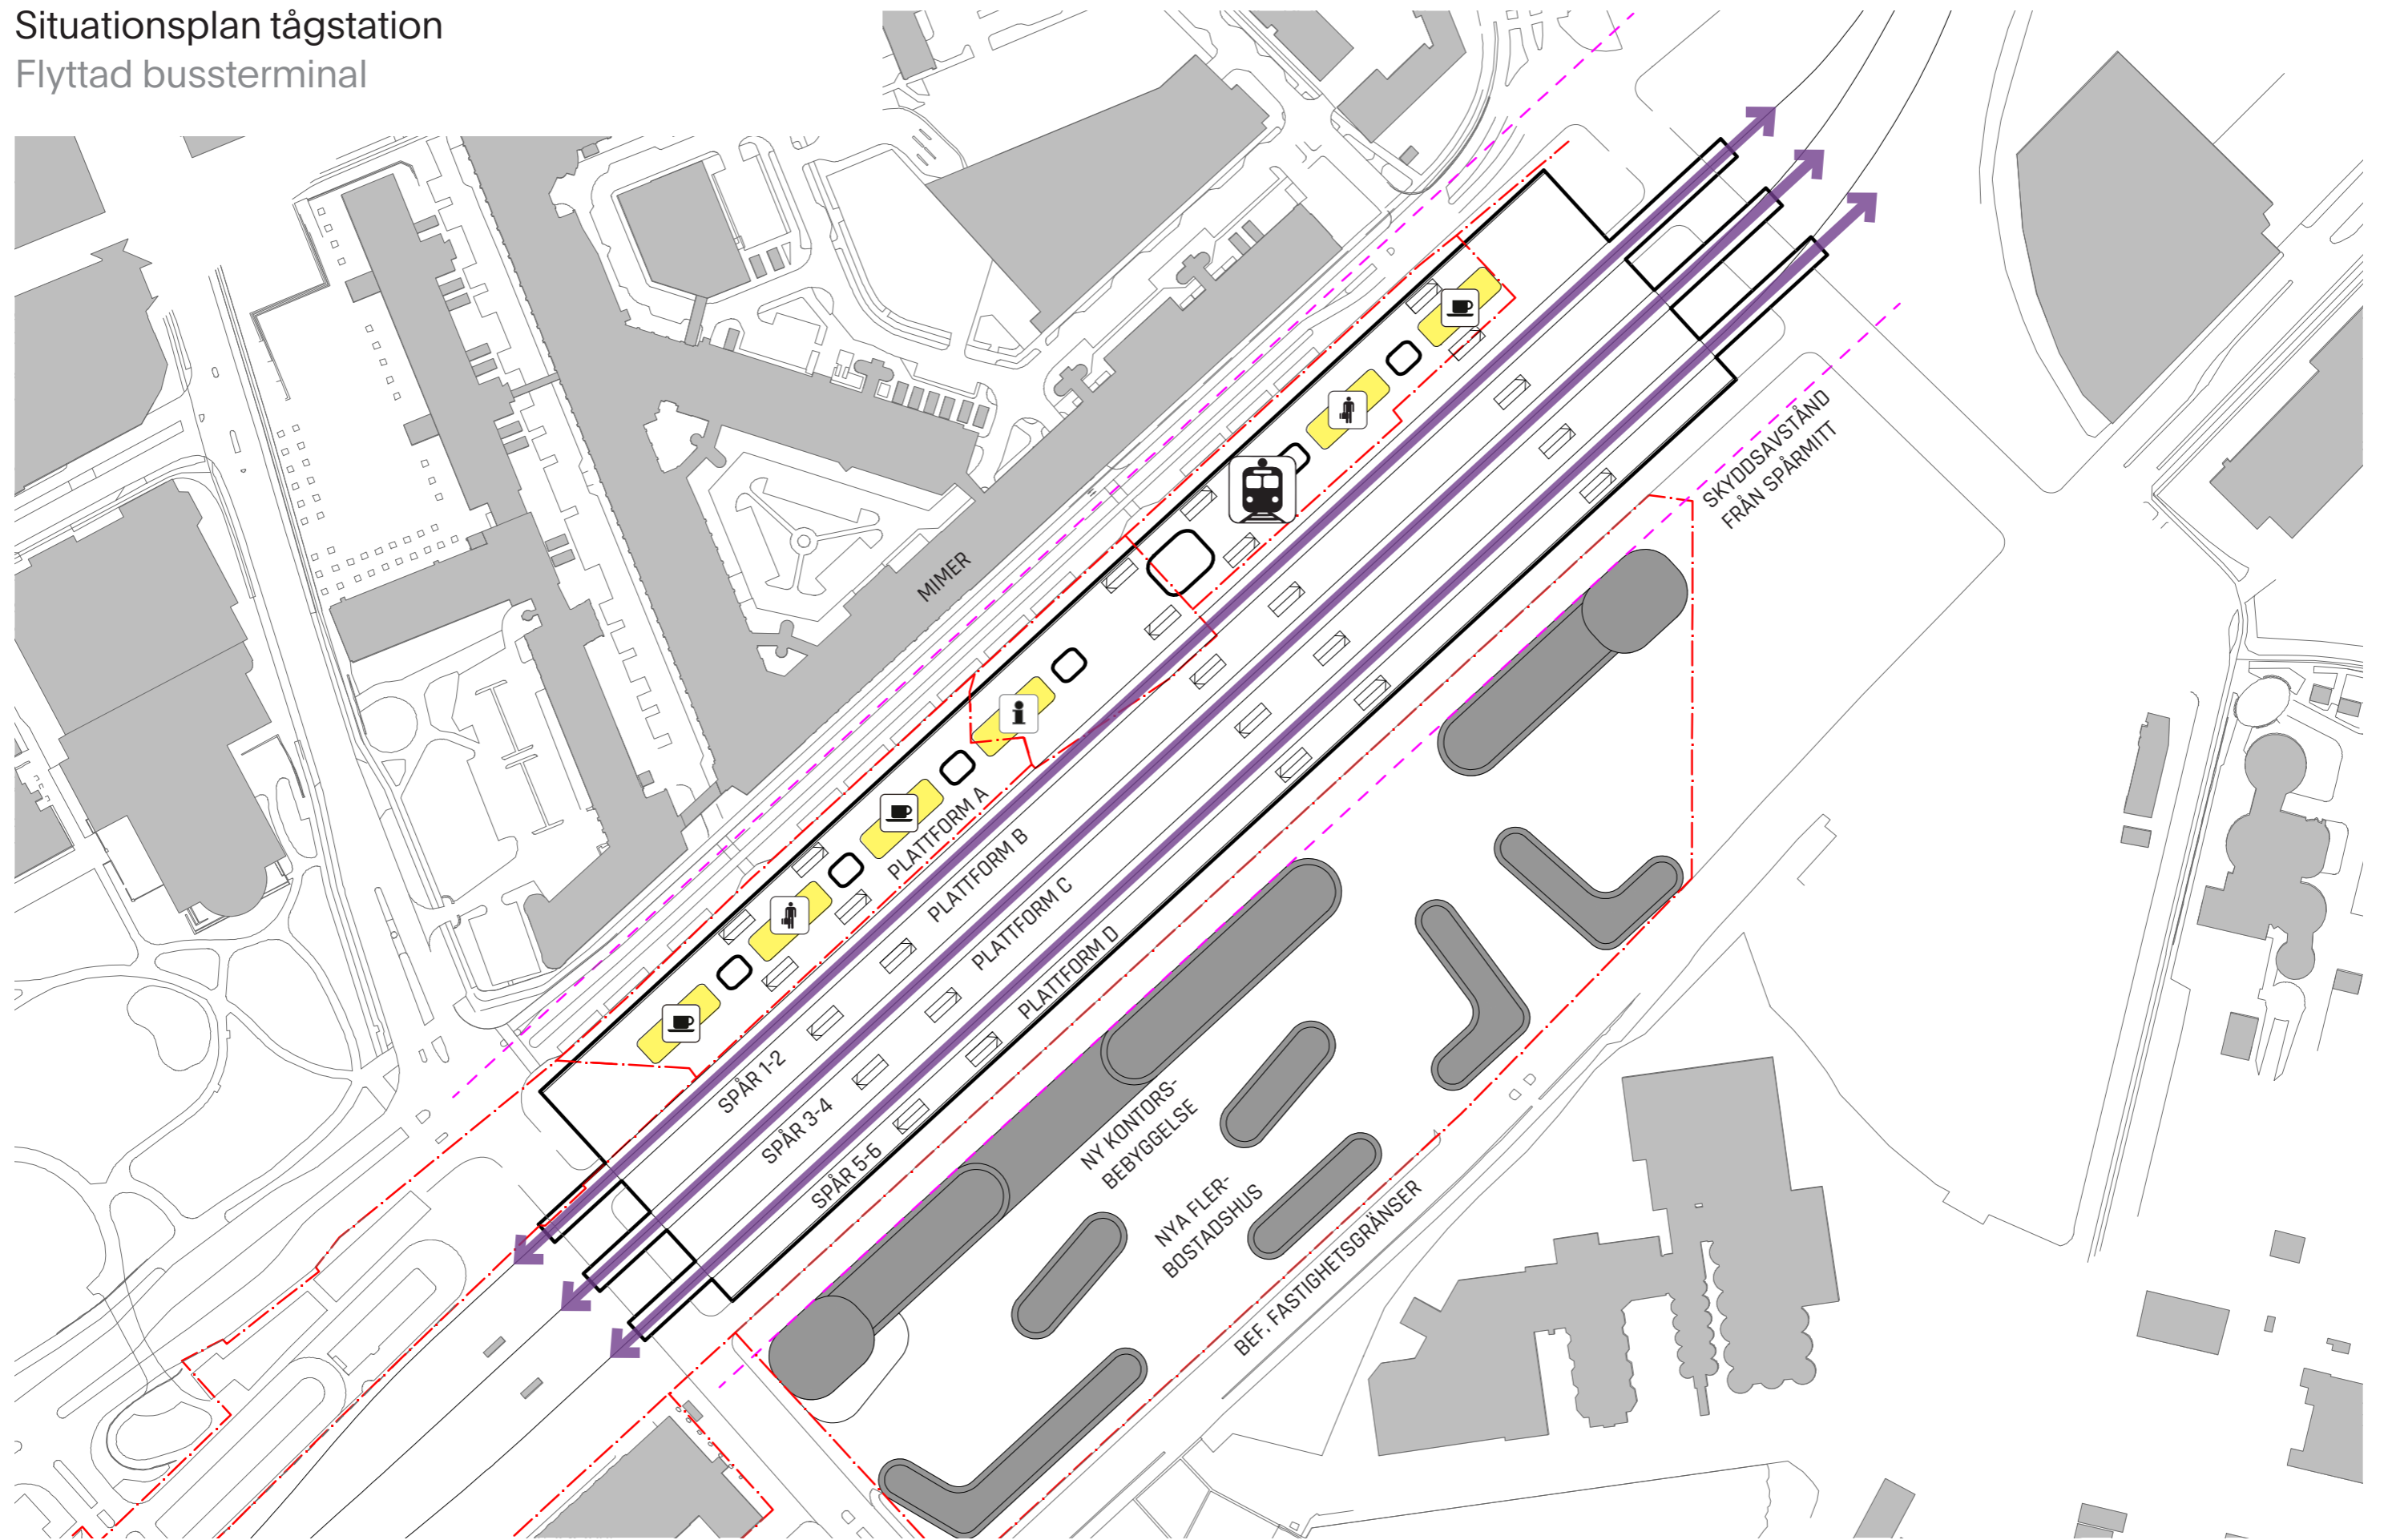 Situationsplan tågstation
Flyttad bussterminal
SKYDDSAVSTÅND
FRÅN SPÅRMITT
MIMER
PLATTFORM A
PLATTFORM B
PLATTFORM C
PLATTFORM D
SPÅR 1-2
SPÅR 3-4
SPÅR 5-6
NY KONTORS-
BEBYGGELSE
NYA FLER-
BOSTADSHUS
BEF. FASTIGHETSGRÄNSER